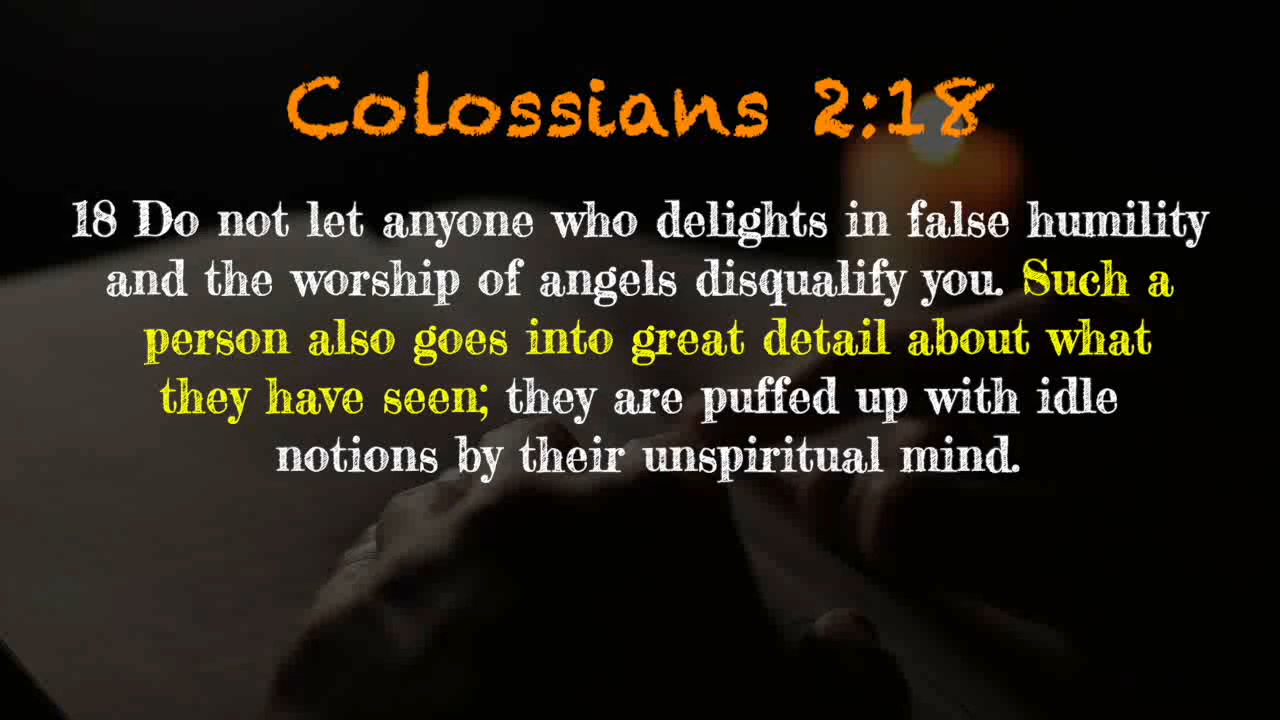 Colossians 2:18
18 Do not let anyone who delights in false humility
and the worship of angels disqualify you. Such a
person also goes into great detail about what
they have seen; they are puffed up with idle
notions by their unspiritual mind.